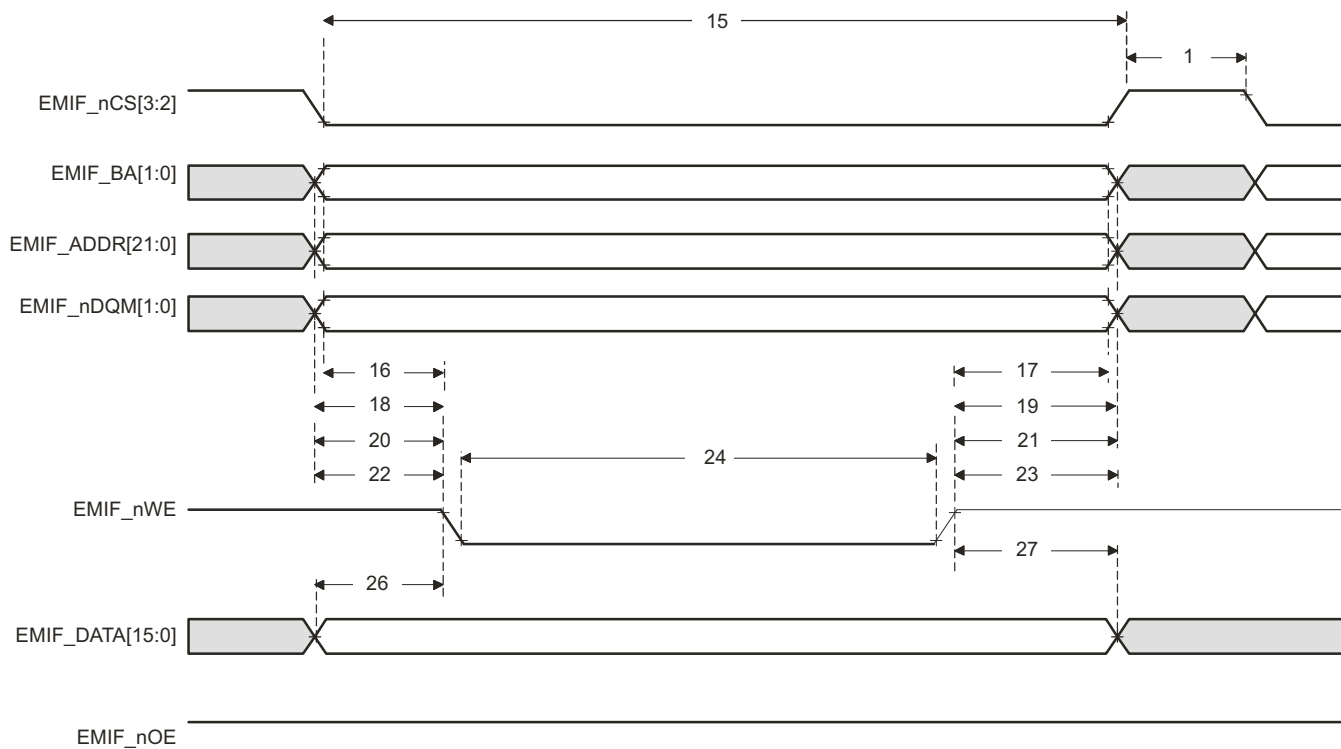 15
1
EMIF_nCS[3:2]
EMIF_BA[1:0]
EMIF_ADDR[21:0]
EMIF_nDQM[1:0]
16 17
18 19
20 21
24
22 23
EMIF_nWE
27
26
EMIF_DATA[15:0]
EMIF_nOE